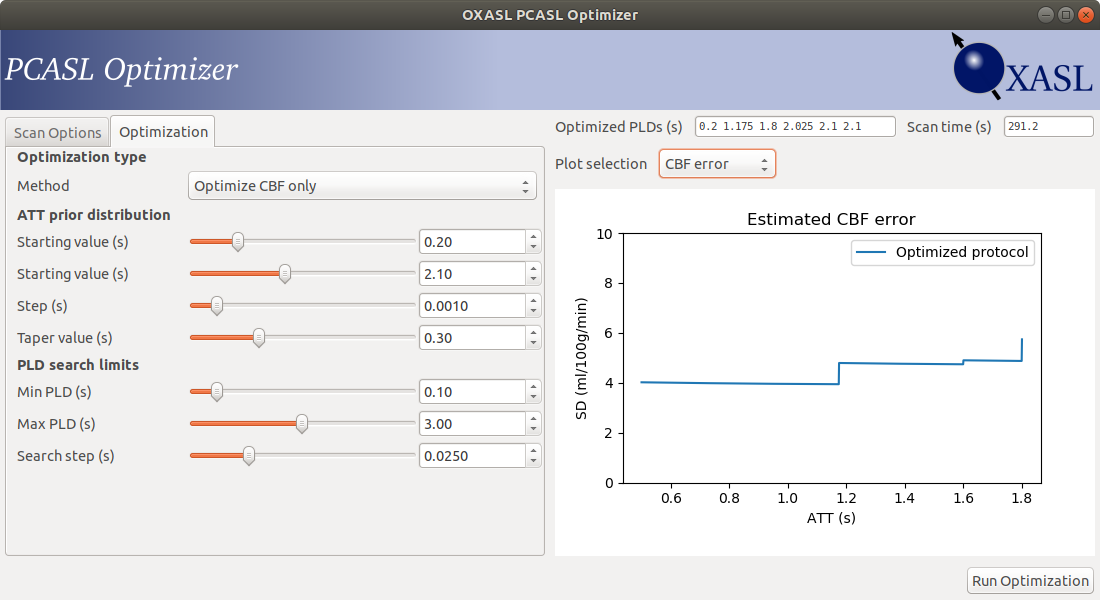 OXASL PCASL Optimizer
PCASL Optimizer
OXASL
Scan Options
Optimization
Optimization type
Method
Optimize CBF only
ATT prior distribution
Starting value (s)
0.20
Starting value (s)
2.10
Step (s)
0.0010
Taper value (s)
0.30
PLD search limits
Min PLD (s)
0.10
Max PLD (s)
3.00
Search step (s)
0.0250
Optimized PLDs (s)
0.2 1.175 1.8 2.025 2.1 2.1
Scan time (s)
291.2
Plot selection
CBF error
Estimated CBF error
Optimized protocol
10
8
6
4
2
0
SD (ml/100g/min)
0.6 0.8 1.0 1.2 1.4 1.6 1.8
ATT (s)
Run Optimization